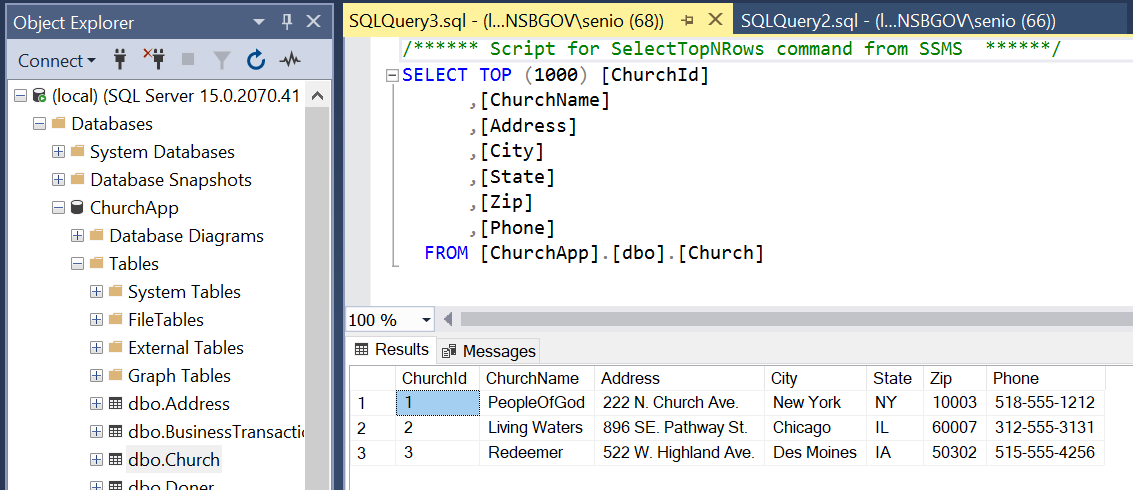 Object Explorer
Connect
(local) (SQL Server 15.0.2070.41
Databases
System Databases
Database Snapshots
ChurchApp
Database Diagrams
Tables
System Tables
FileTables
External Tables
Graph Tables
dbo.Address
dbo.BusinessTransacti
dbo.Church
dbo.Doner
SQLQuery3.sql - (l...NSBGOV\senio (68))
SQLQuery2.sql - (l...NSBGOV\senio (66))
/****** Script for SelectTopNRows command from SSMS  ******/
SELECT TOP (1000) [ChurchId]
,[ChurchName]
,[Address]
,[City]
,[State]
,[Zip]
,[Phone]
FROM [ChurchApp].[dbo].[Church]
100 %
Results Messages
ChurchId ChurchName Address City State Zip Phone
1 1 PeopleOfGod 222 N. Church Ave. New York NY 10003 518-555-1212
2 2 Living Waters 896 SE. Pathway St. Chicago IL 60007 312-555-3131
3 3 Redeemer 522 W. Highland Ave. Des Moines IA 50302 515-555-4256